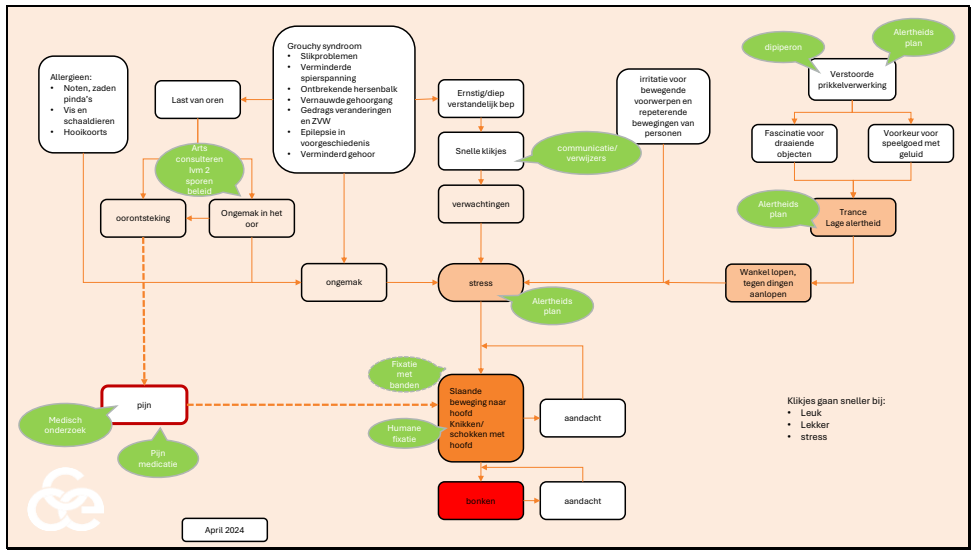 Allergieen:
• Noten, zaden
pinda's
• Vis en
schaaldieren
• Hooikoorts
Last van oren
Grouchy syndroom
• Slikproblemen
• Verminderde
spierspanning
• Ontbrekende hersenbalk
• Vernauwde gehoorgang
• Gedrags veranderingen
en ZVW
• Epilepsie in
voorgeschiedenis
• Verminderd gehoor
Ernstig/diep
verstandelijk bep
irritatie voor
bewegende
voorwerpen en
repeterende
bewegingen van
personen
dipiperon
Alertheids
plan
Verstoorde
prikkelverwerking
Fascinatie voor
draaiende
objecten
Voorkeur voor
speelgoed met
geluid
Arts
consulteren
Ivm 2
sporen
beleid
Snelle klikjes
communicatie/
verwijzers
oorontsteking
Ongemak in het
oor
verwachtingen
Alertheids
plan
Trance
Lage alertheid
ongemak
stress
Alertheids
plan
Wankel lopen,
tegen dingen
aanlopen
Fixatie
met
banden
Slaande
beweging naar
hoofd
Knikken/
schokken met
hoofd
aandacht
Humane
fixatie
pijn
Medisch
onderzoek
Pijn
medicatie
Klikjes gaan sneller bij:
• Leuk
• Lekker
• stress
bonken
aandacht
cce
April 2024